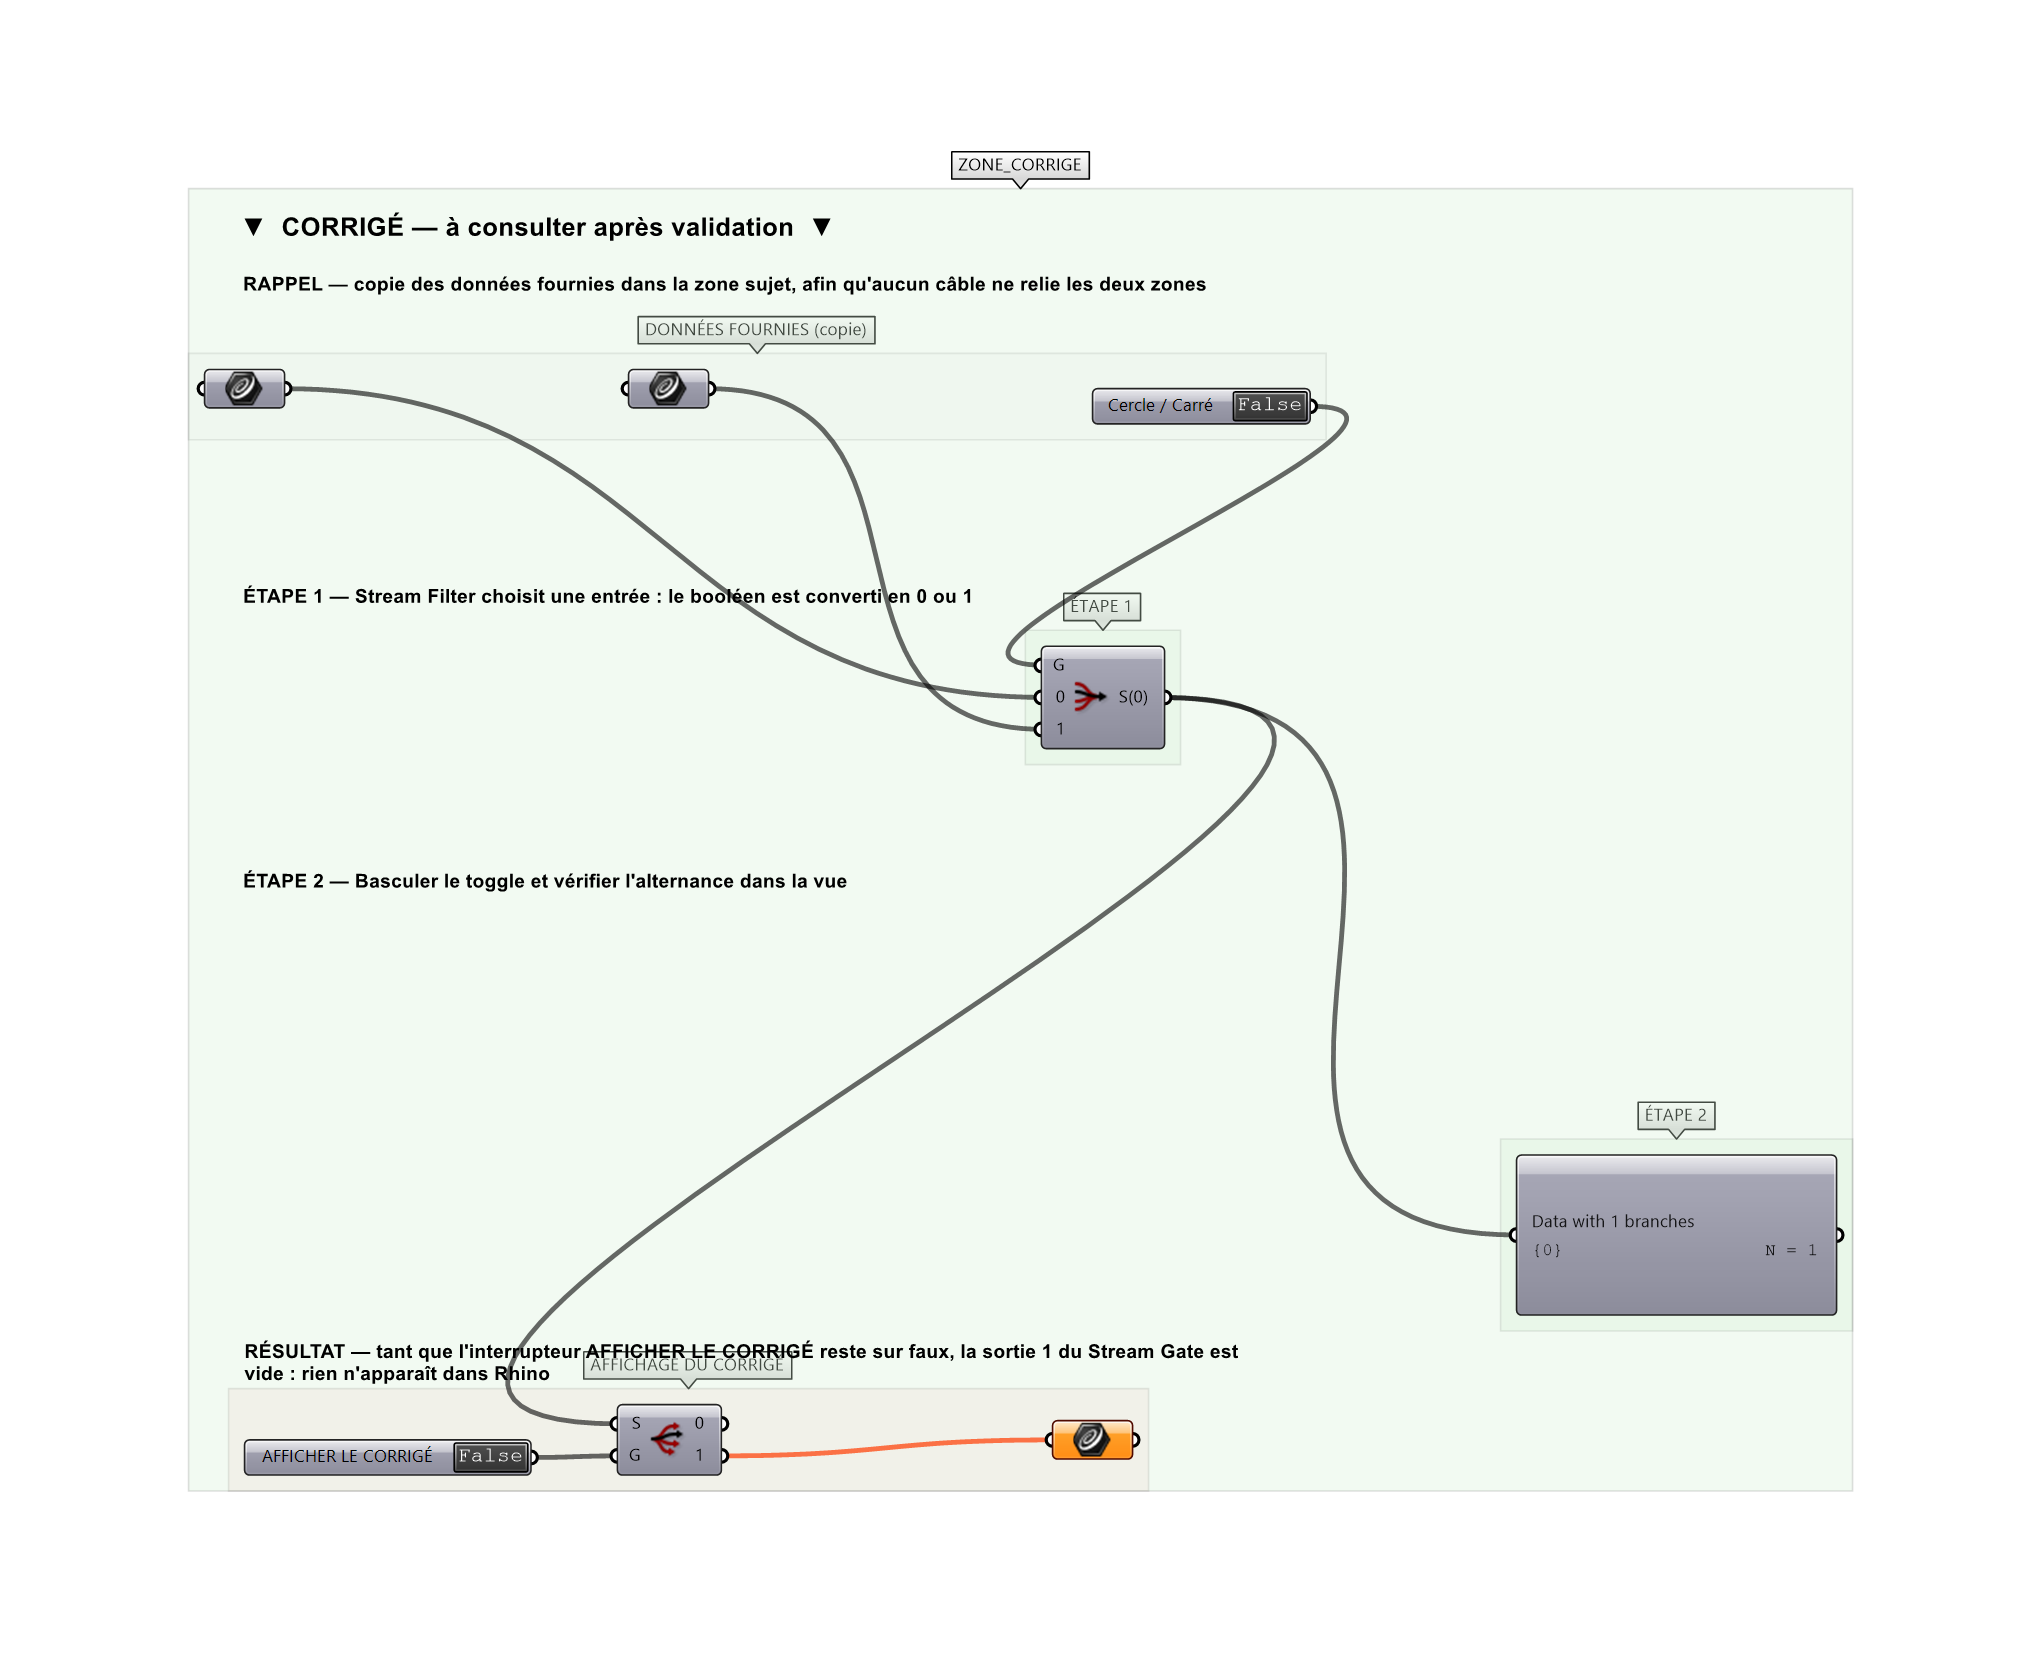 ZONE_CORRIGE
▼ CORRIGÉ — à consulter après validation ▼
RAPPEL — copie des données fournies dans la zone sujet, afin qu'aucun câble ne relie les deux zones
DONNÉES FOURNIES (copie)
Cercle / Carré False
ÉTAPE 1 — Stream Filter choisit une entrée : le booléen est converti en 0 ou 1
ÉTAPE 1
G
0 S(0)
1
ÉTAPE 2 — Basculer le toggle et vérifier l'alternance dans la vue
ÉTAPE 2
Data with 1 branches
{0} N = 1
RÉSULTAT — tant que l'interrupteur AFFICHER LE CORRIGÉ reste sur faux, la sortie 1 du Stream Gate est
vide : rien n'apparaît dans Rhino
AFFICHAGE DU CORRIGÉ
S 0
G 1
AFFICHER LE CORRIGÉ False